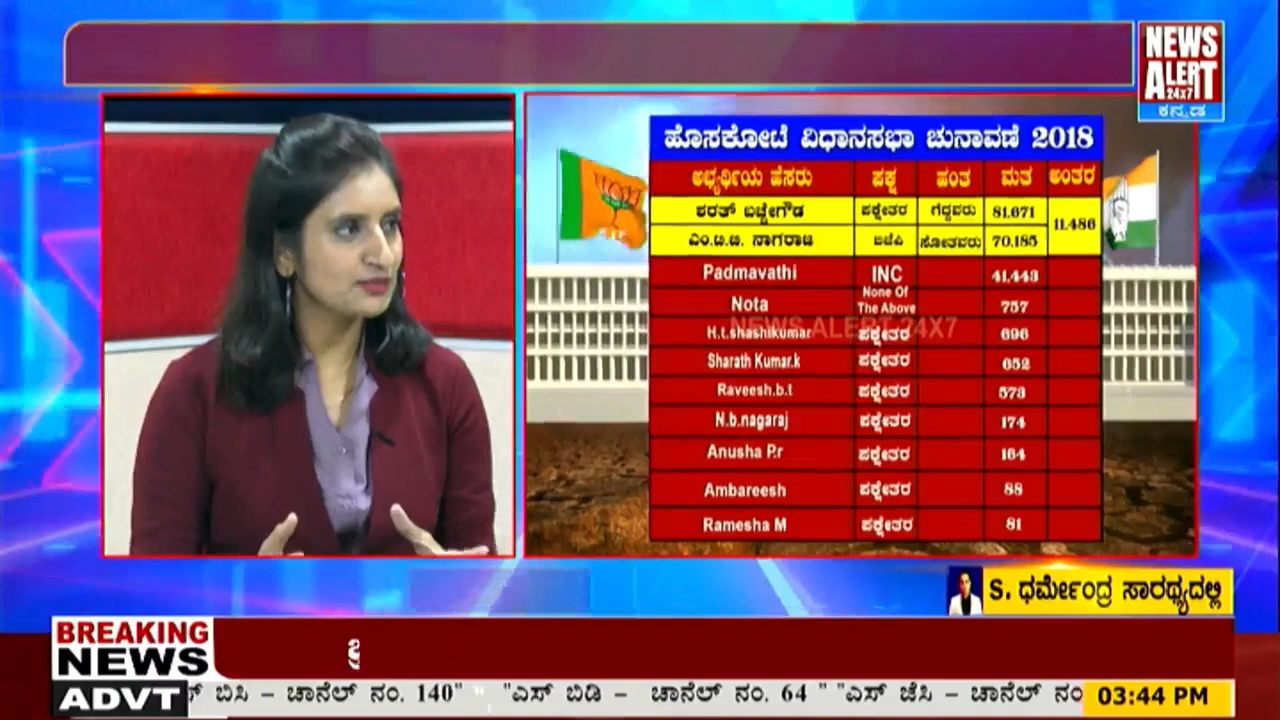 NEWS
ALERT
24X7
ಕನ್ನಡ
ಹೊಸಕೋಟೆ ವಿಧಾನಸಭಾ ಚುನಾವಣೆ 2018
ಅಭ್ಯರ್ಥಿಯ ಹೆಸರು ಪಕ್ಷ ಹಂತ ಮತ ಅಂತರ
ಶರತ್ ಬಚ್ಚೇಗೌಡ ಪಕ್ಷೇತರ ಗೆದ್ದವರು 81,671 11,486
ಎಂ.ಟಿ.ಬಿ. ನಾಗರಾಜ ಬಿಜೆಪಿ ಸೋತವರು 70,185
Padmavathi INC 41,443
Nota None Of The Above 757
NEWS ALERT 24X7
H.t.shashikumar ಪಕ್ಷೇತರ 696
Sharath Kumar.k ಪಕ್ಷೇತರ 652
Raveesh.b.t ಪಕ್ಷೇತರ 573
N.b.nagaraj ಪಕ್ಷೇತರ 174
Anusha P.r ಪಕ್ಷೇತರ 164
Ambareesh ಪಕ್ಷೇತರ 88
Ramesha M ಪಕ್ಷೇತರ 81
S. ಧರ್ಮೇಂದ್ರ ಸಾರಥ್ಯದಲ್ಲಿ
BREAKING
NEWS
ADVT ಸ್ ಬಿಸಿ – ಚಾನೆಲ್ ನಂ. 140" "ಎಸ್ ಬಿಡಿ – ಚಾನೆಲ್ ನಂ. 64 " "ಎಸ್ ಜೆಸಿ – ಚಾನೆಲ್ ನಂ 03:44 PM